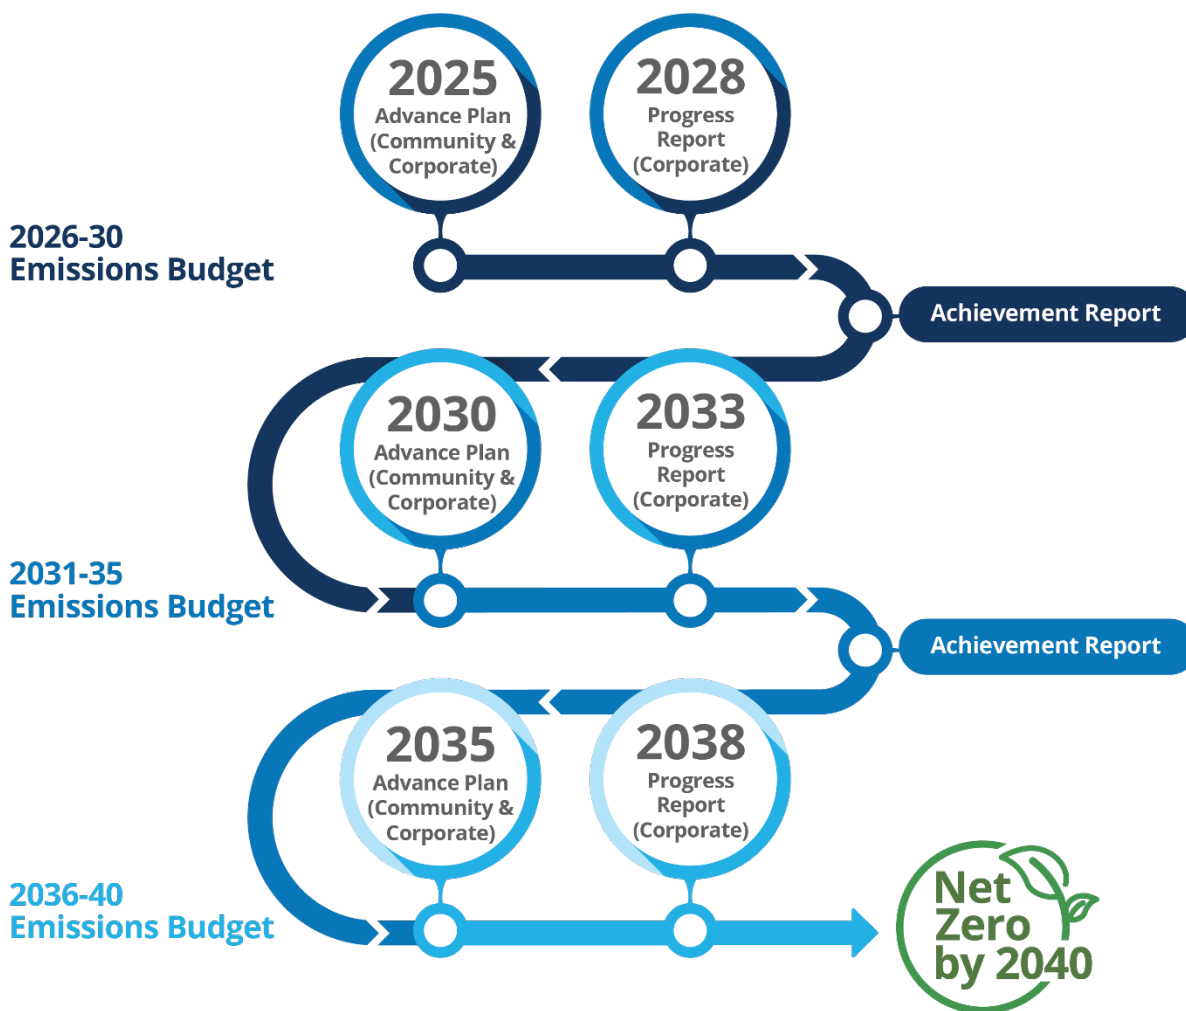 2025
Advance Plan
(Community &
Corporate)
2028
Progress
Report
(Corporate)
2026-30
Emissions Budget
Achievement Report
2030
Advance Plan
(Community &
Corporate)
2033
Progress
Report
(Corporate)
2031-35
Emissions Budget
Achievement Report
2035
Advance Plan
(Community &
Corporate)
2038
Progress
Report
(Corporate)
2036-40
Emissions Budget
Net
Zero
by 2040